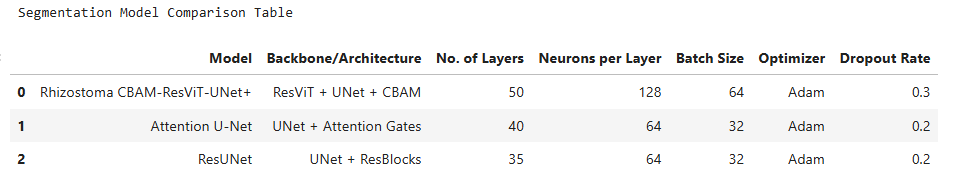 Segmentation Model Comparison Table
Model Backbone/Architecture No. of Layers Neurons per Layer Batch Size Optimizer Dropout Rate
0 Rhizostoma CBAM-ResViT-UNet+ ResViT + UNet + CBAM 50 128 64 Adam 0.3
1 Attention U-Net UNet + Attention Gates 40 64 32 Adam 0.2
2 ResUNet UNet + ResBlocks 35 64 32 Adam 0.2